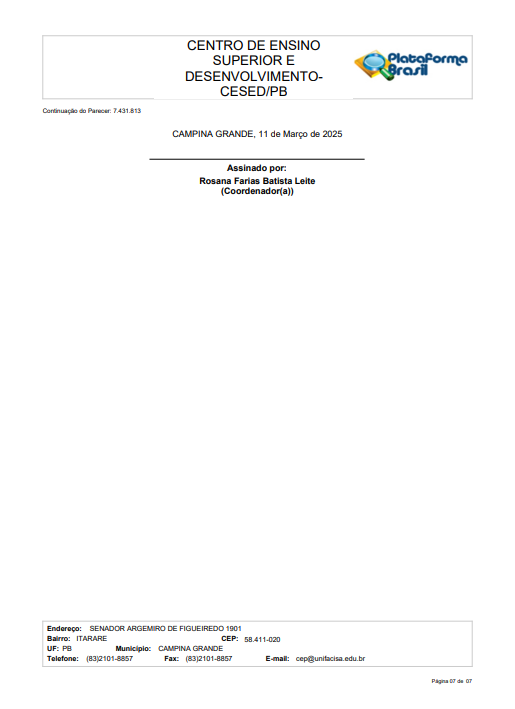 CENTRO DE ENSINO
SUPERIOR E
DESENVOLVIMENTO-
CESED/PB
Plataforma
Brasil
Continuação do Parecer: 7.431.813
CAMPINA GRANDE, 11 de Março de 2025
Assinado por:
Rosana Farias Batista Leite
(Coordenador(a))
Endereço: SENADOR ARGEMIRO DE FIGUEIREDO 1901
Bairro: ITARARE CEP: 58.411-020
UF: PB Município: CAMPINA GRANDE
Telefone: (83)2101-8857 Fax: (83)2101-8857 E-mail: cep@unifacisa.edu.br
Página 07 de 07